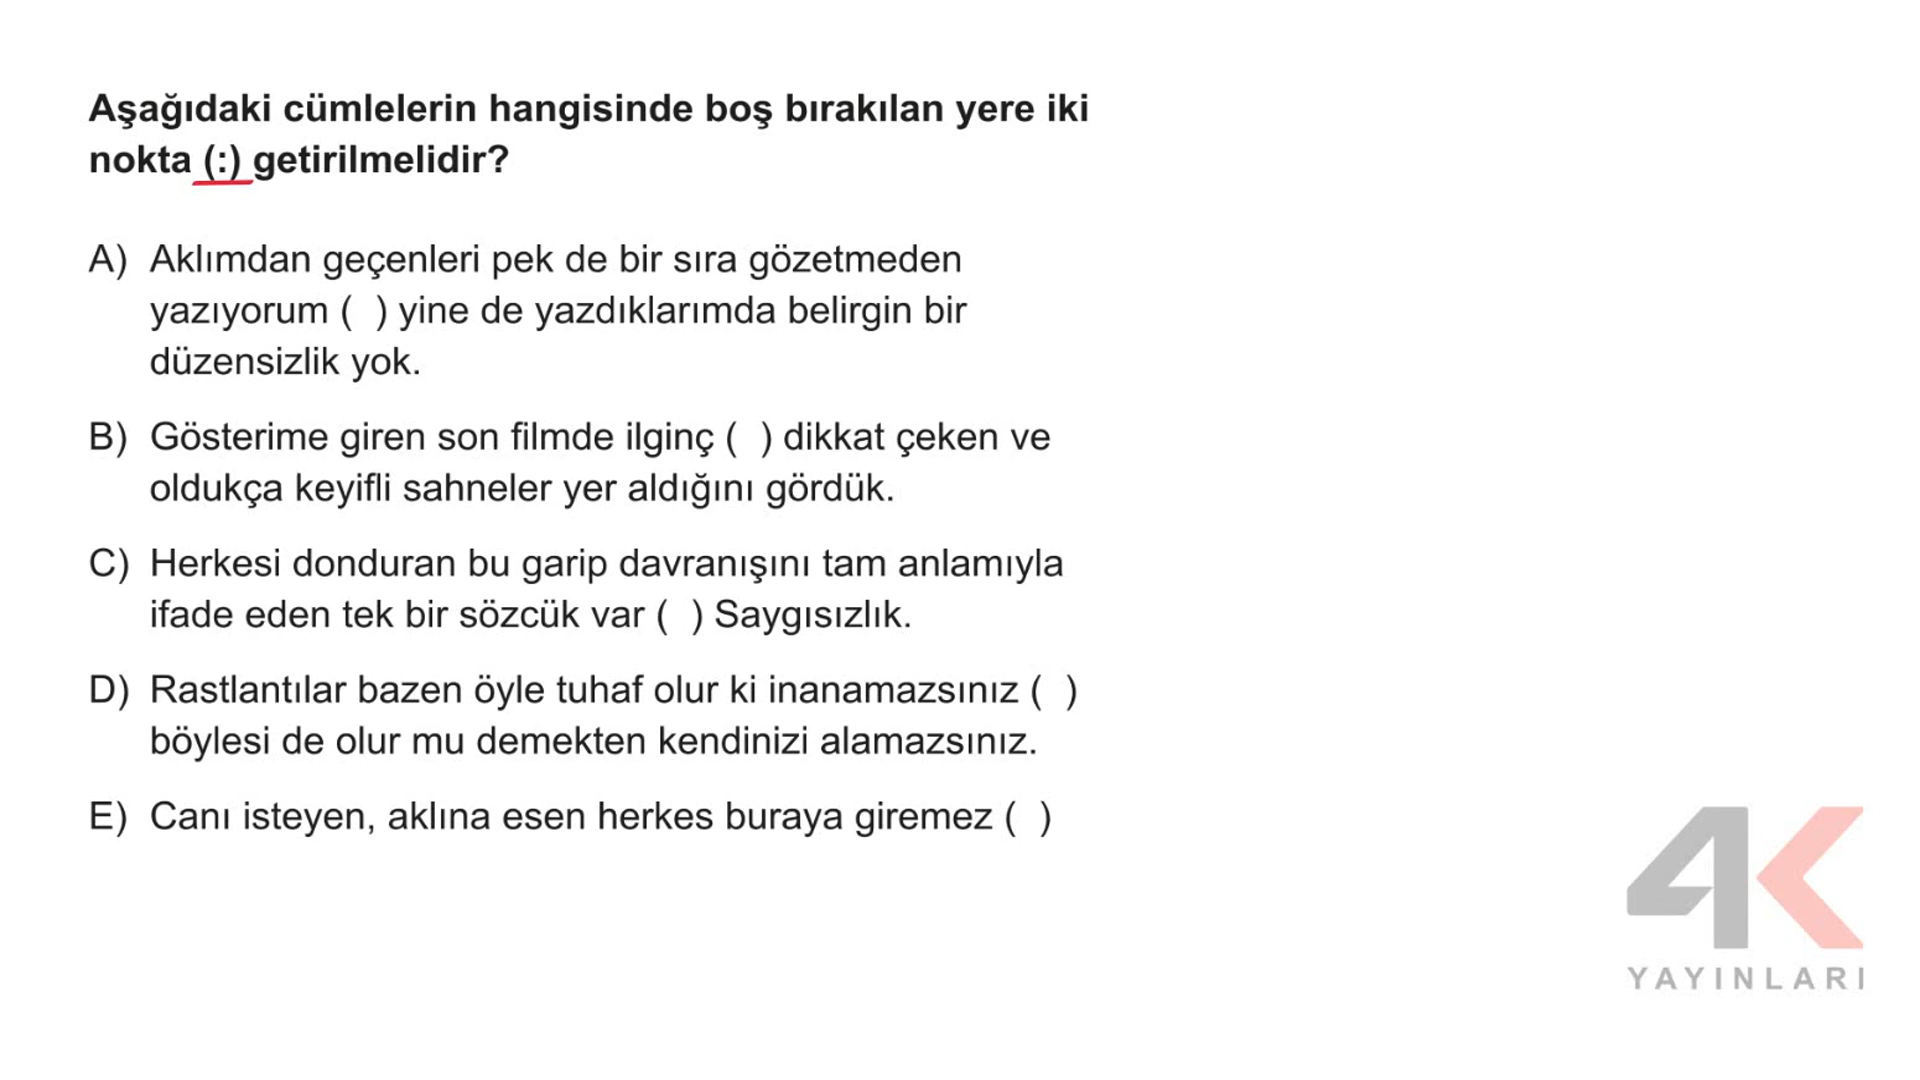 Aşağıdaki cümlelerin hangisinde boş bırakılan yere iki
nokta (:) getirilmelidir?
A) Aklımdan geçenleri pek de bir sıra gözetmeden
yazıyorum ( ) yine de yazdıklarımda belirgin bir
düzensizlik yok.
B) Gösterime giren son filmde ilginç ( ) dikkat çeken ve
oldukça keyifli sahneler yer aldığını gördük.
C) Herkesi donduran bu garip davranışını tam anlamıyla
ifade eden tek bir sözcük var ( ) Saygısızlık.
D) Rastlantılar bazen öyle tuhaf olur ki inanamazsınız ( )
böylesi de olur mu demekten kendinizi alamazsınız.
E) Canı isteyen, aklına esen herkes buraya giremez ( )
4K
YAYINLARI